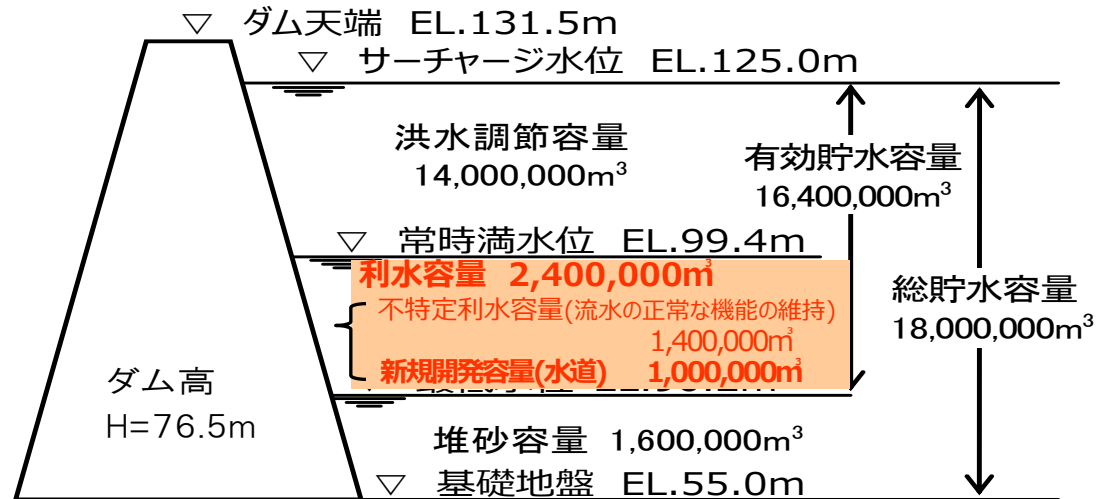 ▽ ダム天端 EL.131.5m
▽ サーチャージ水位 EL.125.0m
洪水調節容量
14,000,000m³
有効貯水容量
16,400,000m³
▽ 常時満水位 EL.99.4m
利水容量 2,400,000㎥
不特定利水容量(流水の正常な機能の維持)
1,400,000㎥
新規開発容量(水道) 1,000,000㎥
総貯水容量
18,000,000m³
ダム高
H=76.5m
堆砂容量 1,600,000m³
▽ 基礎地盤 EL.55.0m